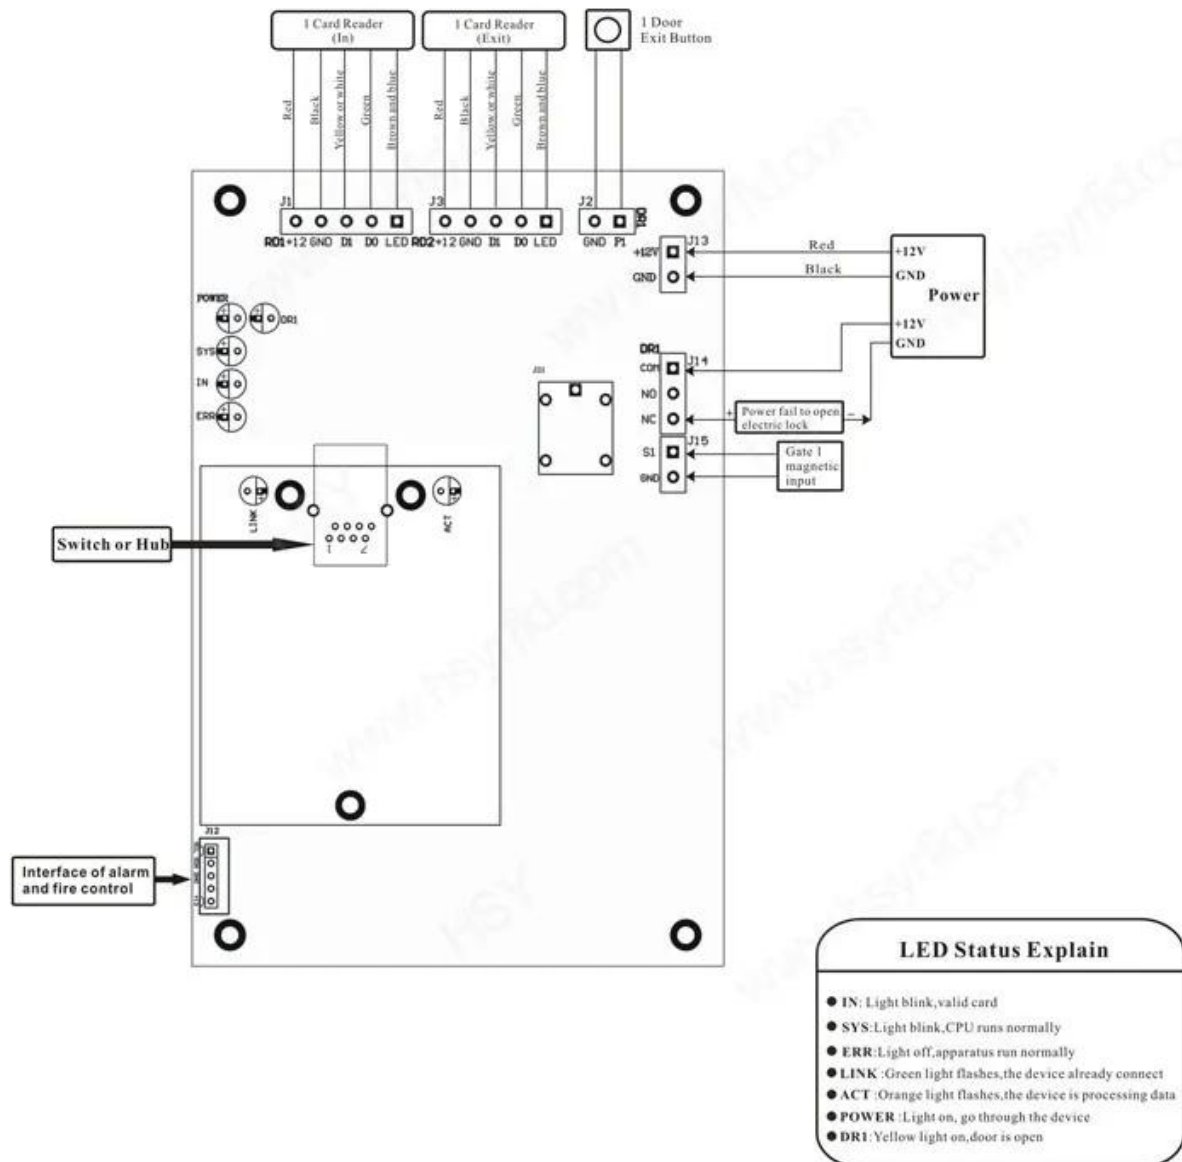 1 Card Reader
(In)
1 Card Reader
(Exit)
1 Door
Exit Button
Red
Black
Yellow or white
Green
Brown and blue
Red
Black
Yellow or white
Green
Brown and blue
J1
J3
J2
DR1
RD1+12 GND D1 D0 LED
RD2+12 GND D1 D0 LED
GND P1
J13
+12V
GND
Red
Black
+12V
GND
Power
+12V
GND
POWER
DR1
SYS
IN
ERR
DR1
J14
COM
NO
NC
+
Power fail to open
electric lock
-
J15
S1
GND
Gate 1
magnetic
input
LINK
ACT
1 7
Switch or Hub
J12
Interface of alarm
and fire control
www.hsyrfid.com
HSY
LED Status Explain
● IN: Light blink,valid card
● SYS:Light blink,CPU runs normally
● ERR:Light off,apparatus run normally
● LINK :Green light flashes,the device already connect
● ACT :Orange light flashes,the device is processing data
● POWER :Light on, go through the device
● DR1:Yellow light on,door is open